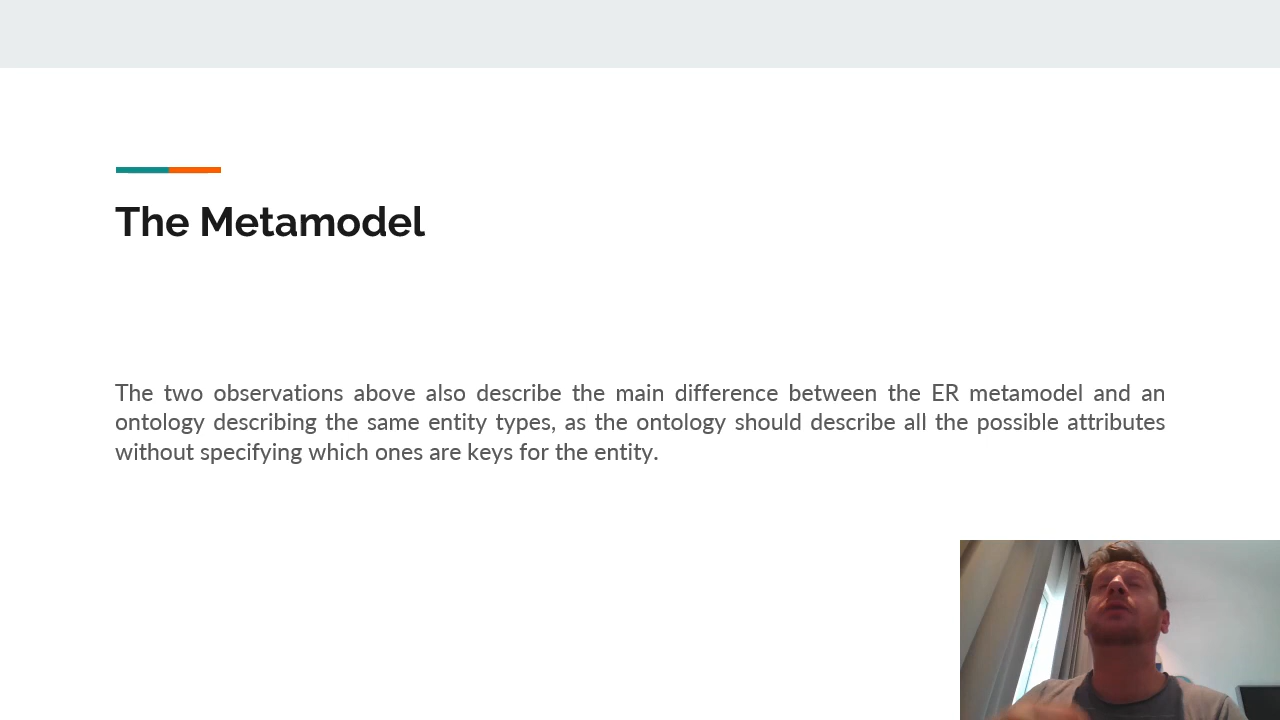 The Metamodel
The two observations above also describe the main difference between the ER metamodel and an
ontology describing the same entity types, as the ontology should describe all the possible attributes
without specifying which ones are keys for the entity.